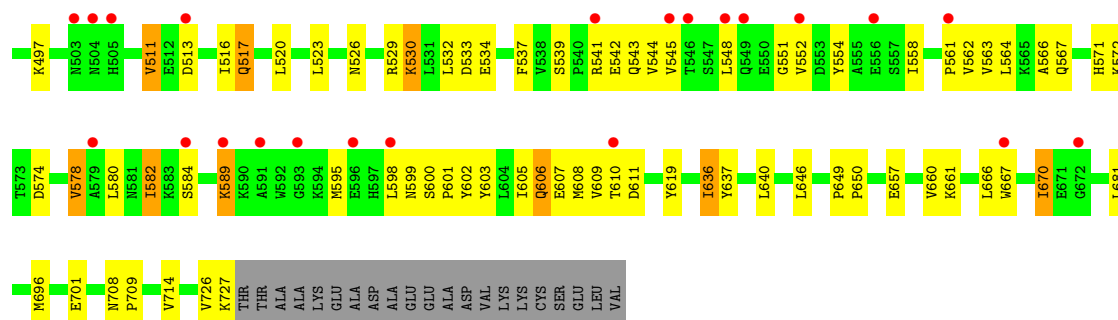 K497 N503 N504 H505 V511 E512 D513 I516 Q517 L520 L523 N526 R529 K530 L531 L532 D533 E534 F537 V538 S539 P540 R541 E542 Q543 V544 V545 T546 S547 L548 Q549 E550 G551 V552 D553 Y554 A555 E556 S557 I558 P561 V562 V563 L564 K565 A566 Q567 H571 K572
T573 D574 V578 A579 L580 N581 I582 K583 S584 K589 K590 A591 W592 G593 K594 M595 E596 H597 L598 N599 S600 P601 Y602 Y603 L604 I605 Q606 E607 M608 V609 T610 D611 Y619 I636 Y637 L640 L646 P649 P650 E657 V660 K661 L666 W667 I670 E671 G672 I681
M696 E701 N708 P709 V714 V726 K727 THR THR ALA ALA LYS GLU ALA ASP ALA GLU GLU ALA ASP VAL LYS LYS CYS SER GLU LEU VAL